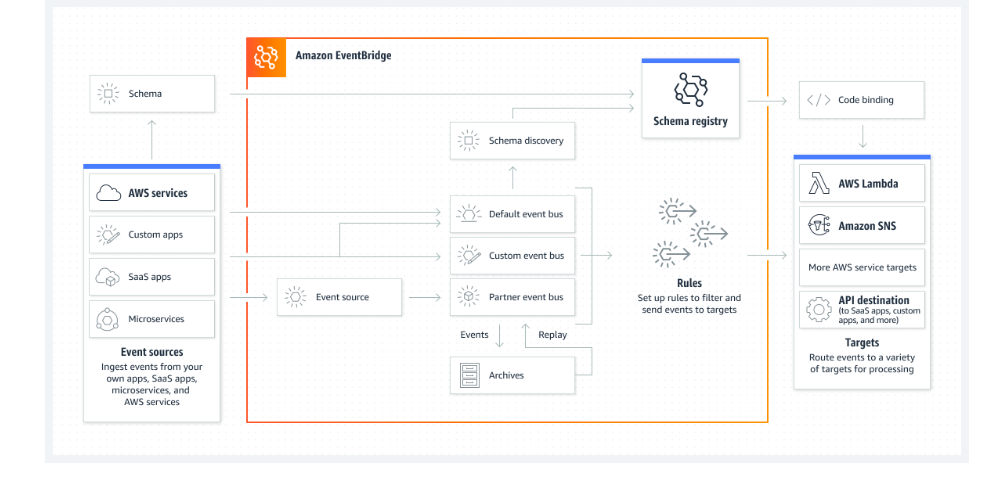 Amazon EventBridge
Schema
Schema registry
Code binding
Schema discovery
AWS services
Custom apps
SaaS apps
Microservices
Event sources
Ingest events from your
own apps, SaaS apps,
microservices, and
AWS services
Event source
Default event bus
Custom event bus
Partner event bus
Events
Replay
Archives
Rules
Set up rules to filter and
send events to targets
AWS Lambda
Amazon SNS
More AWS service targets
API destination
(to SaaS apps, custom
apps, and more)
Targets
Route events to a variety
of targets for processing